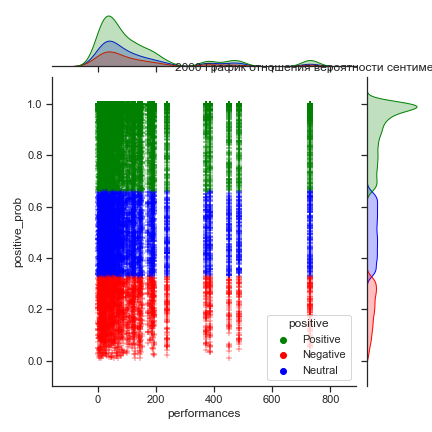 2000 График отношения вероятности сентиме
1.0
0.8
0.6
0.4
0.2
0.0
positive_prob
0
200
400
600
800
performances
positive
Positive
Negative
Neutral